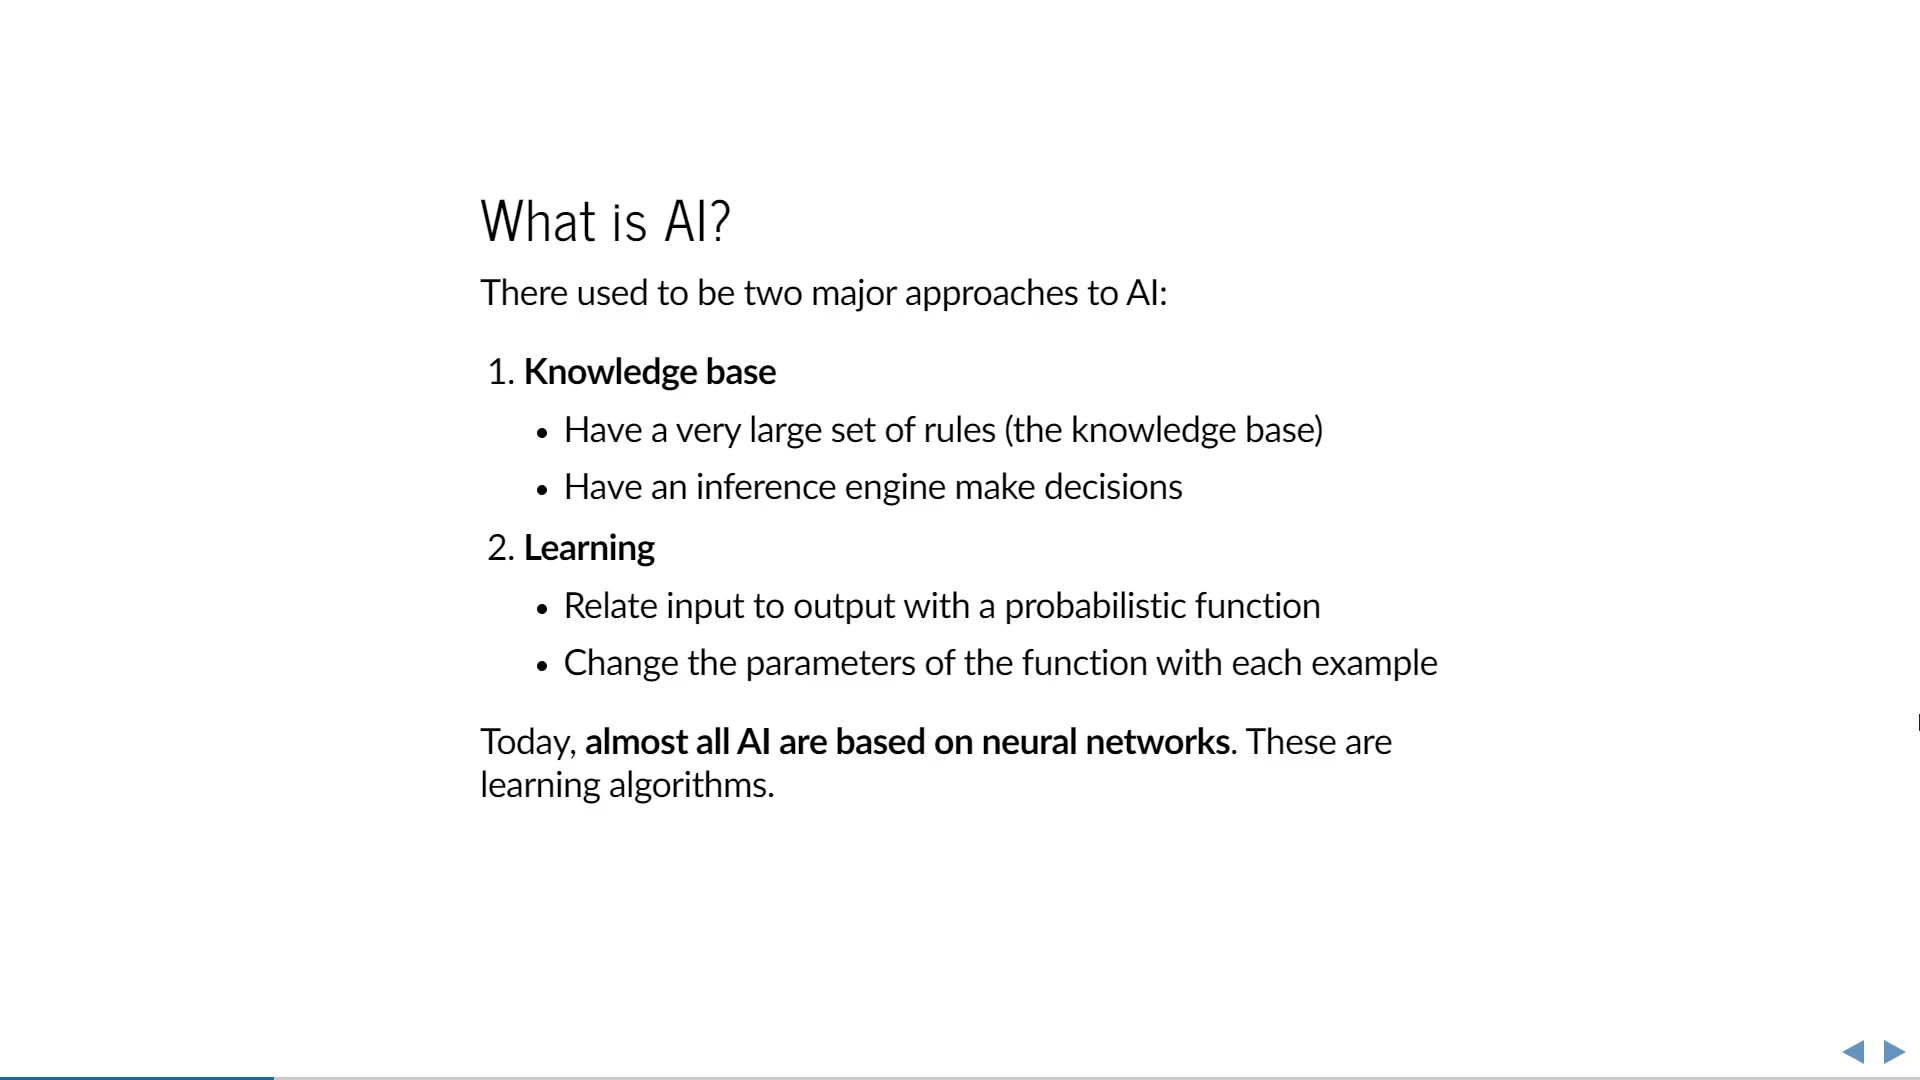 What is AI?
There used to be two major approaches to AI:
1. Knowledge base
• Have a very large set of rules (the knowledge base)
• Have an inference engine make decisions
2. Learning
• Relate input to output with a probabilistic function
• Change the parameters of the function with each example
Today, almost all AI are based on neural networks. These are
learning algorithms.